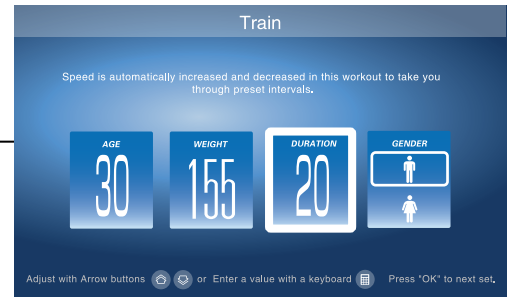 Train
Speed is automatically increased and decreased in this workout to take you
through preset intervals.
AGE WEIGHT DURATION GENDER
30 155 20
Adjust with Arrow buttons or Enter a value with a keyboard Press "OK" to next set.